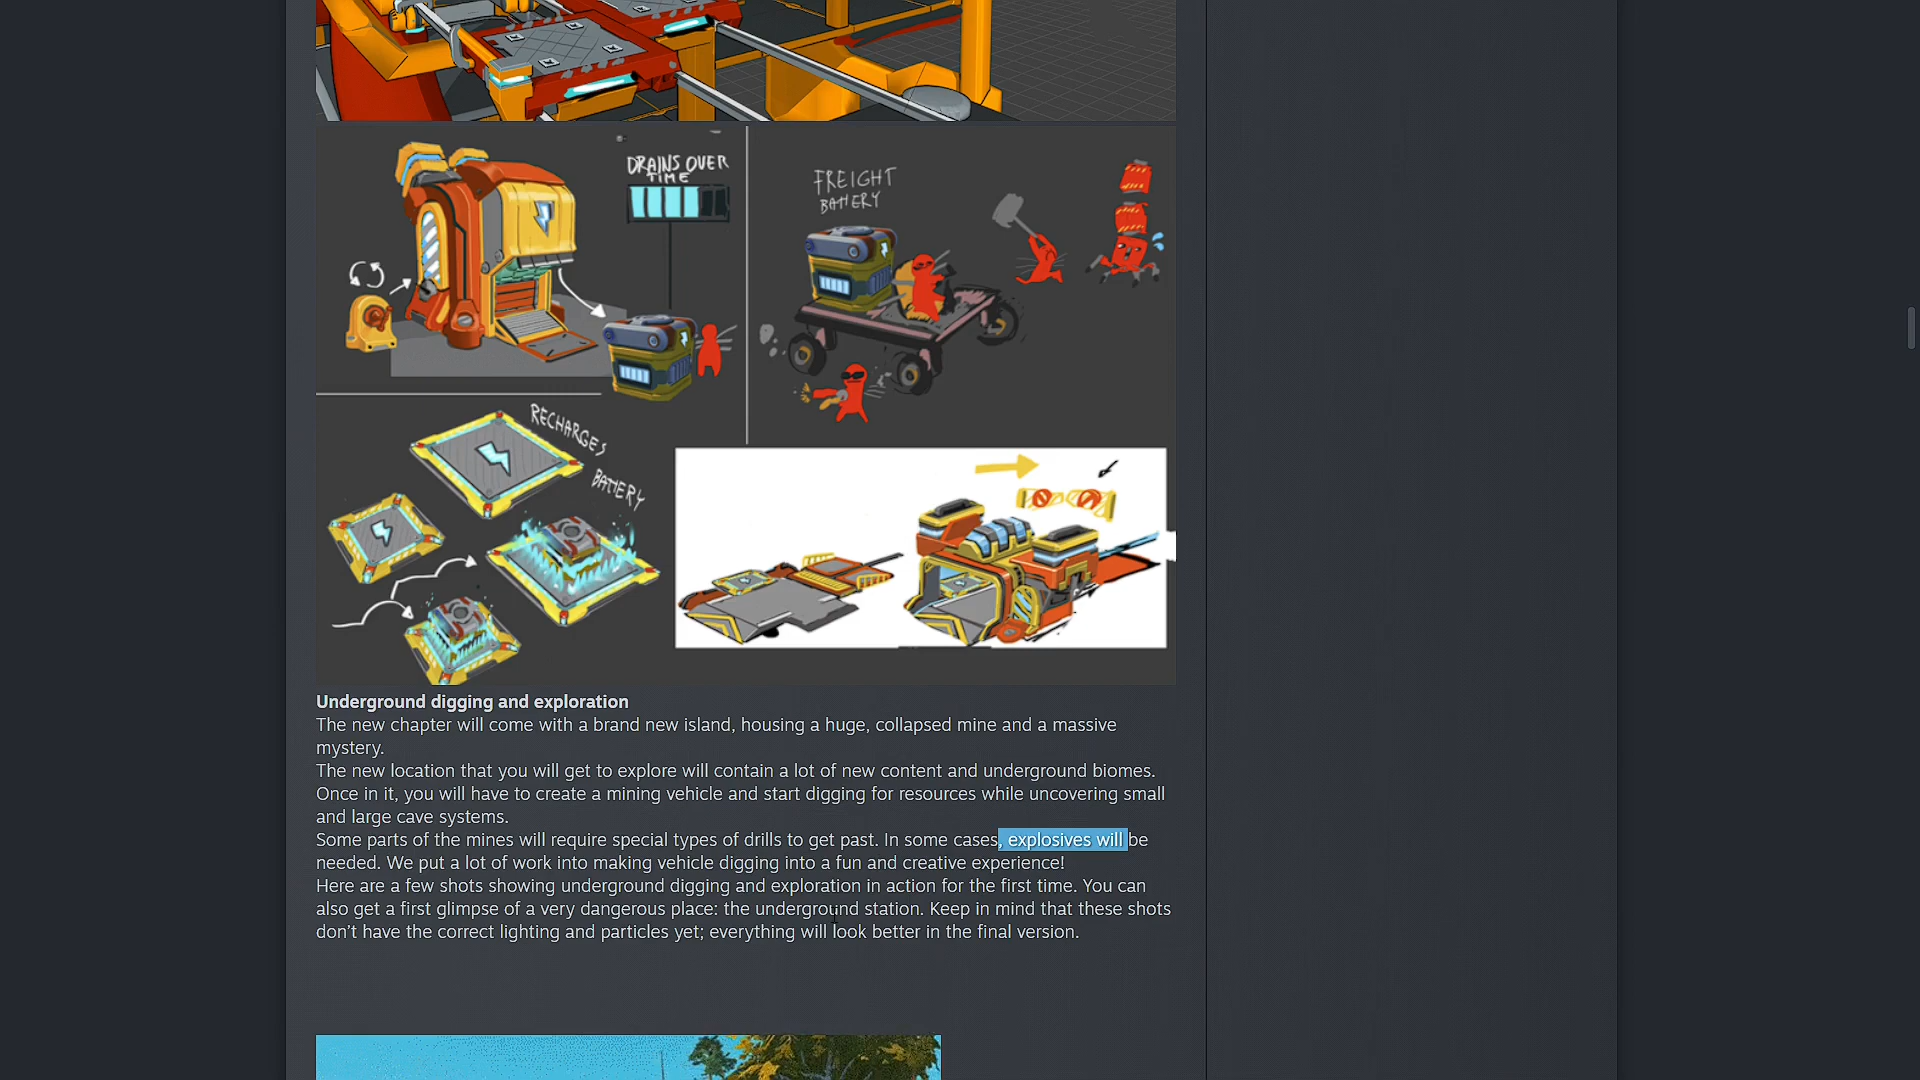 DRAINS OVER
TIME
FREIGHT
BATTERY
RECHARGES
BATTERY
Underground digging and exploration
The new chapter will come with a brand new island, housing a huge, collapsed mine and a massive
mystery.
The new location that you will get to explore will contain a lot of new content and underground biomes.
Once in it, you will have to create a mining vehicle and start digging for resources while uncovering small
and large cave systems.
Some parts of the mines will require special types of drills to get past. In some cases, explosives will be
needed. We put a lot of work into making vehicle digging into a fun and creative experience!
Here are a few shots showing underground digging and exploration in action for the first time. You can
also get a first glimpse of a very dangerous place: the underground station. Keep in mind that these shots
don’t have the correct lighting and particles yet; everything will look better in the final version.